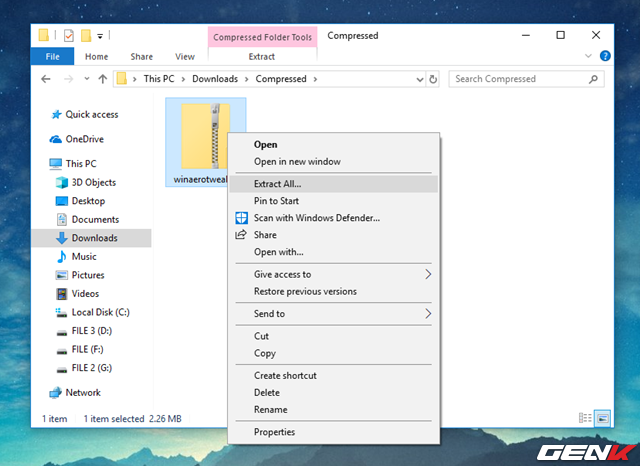 Compressed Folder Tools
Compressed
File
Home
Share
View
Extract
This PC
Downloads
Compressed
Search Compressed
Quick access
OneDrive
This PC
3D Objects
Desktop
Documents
Downloads
Music
Pictures
Videos
Local Disk (C:)
FILE 3 (D:)
FILE (F:)
FILE 2 (G:)
Network
winaerotweak
Open
Open in new window
Extract All...
Pin to Start
Scan with Windows Defender...
Share
Open with...
Give access to
Restore previous versions
Send to
Cut
Copy
Create shortcut
Delete
Rename
Properties
1 item
1 item selected 2.26 MB
GENK